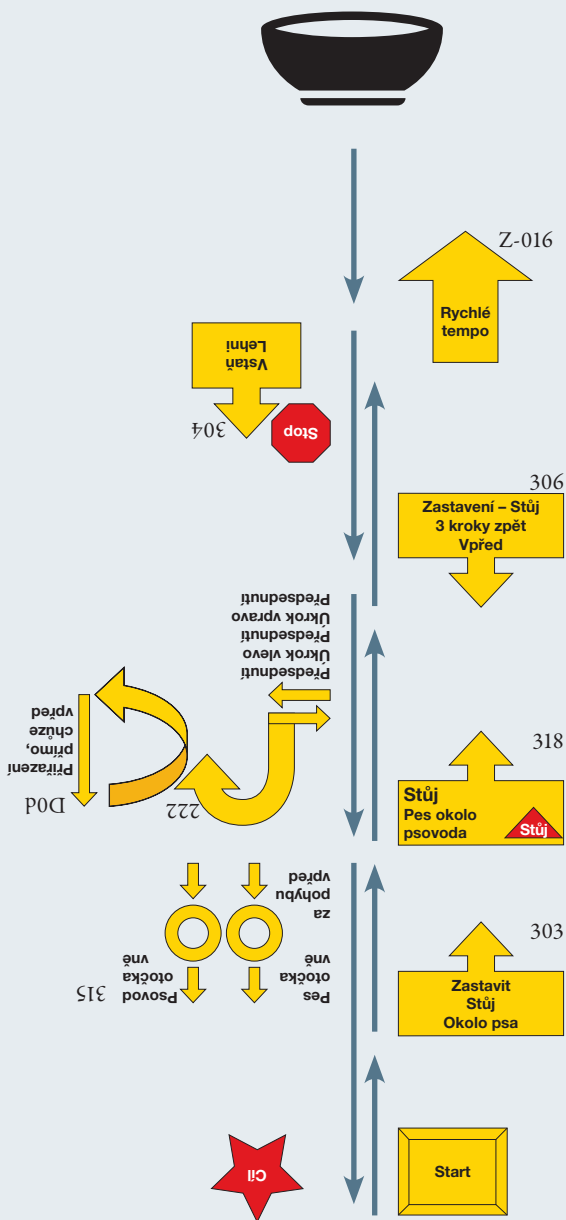 Z-016
Rychlé
tempo
Vstaň
Lehni
304
Stop
306
Zastavení – Stůj
3 kroky zpět
Vpřed
Předsednutí
Úkrok vlevo
Předsednutí
Úkrok vpravo
Předsednutí
222
Přiřazení
přímo,
chůze
vpřed
D0d
318
Stůj
Pes okolo
psovoda
Stůj
Pes
otočka
vně
za
pohybu
vpřed
Psovod
otočka
vně
315
303
Zastavit
Stůj
Okolo psa
Cíl
Start